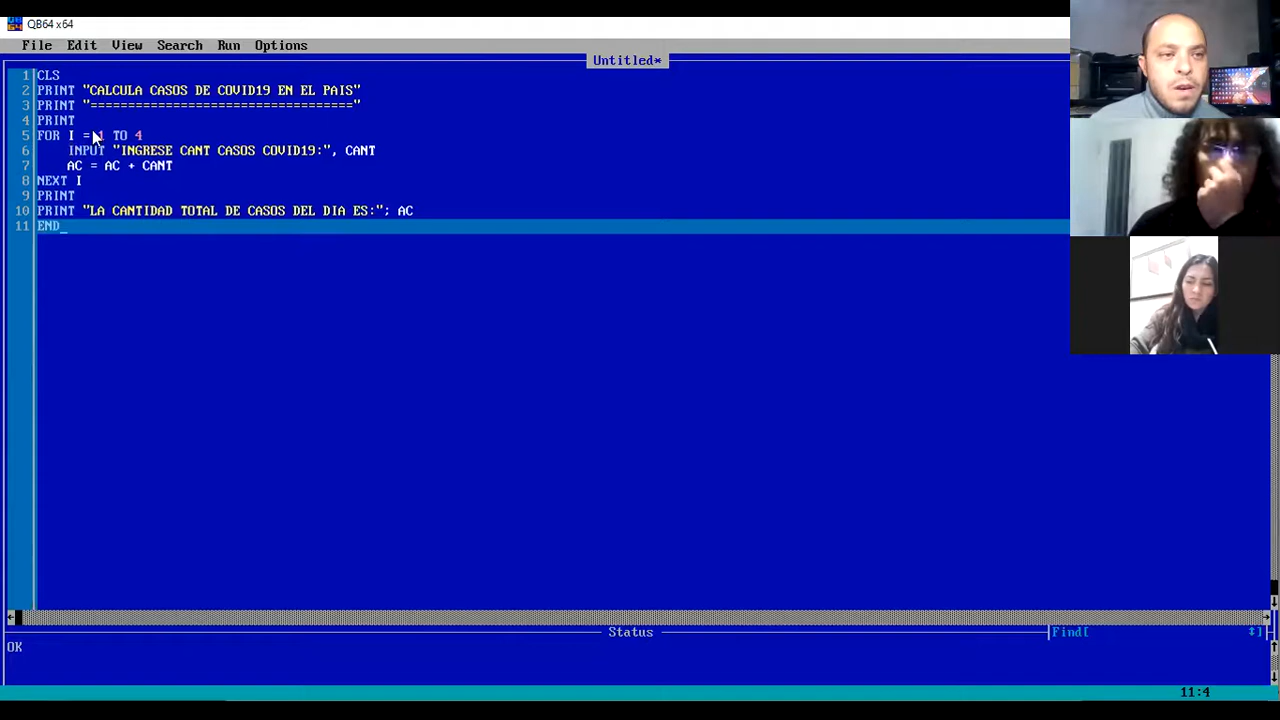 QB64 x64
File Edit View Search Run Options
Untitled*
1 CLS
2 PRINT "CALCULA CASOS DE COVID19 EN EL PAIS"
3 PRINT "==================================="
4 PRINT
5 FOR I = 1 TO 4
6 INPUT "INGRESE CANT CASOS COVID19:", CANT
7 AC = AC + CANT
8 NEXT I
9 PRINT
10 PRINT "LA CANTIDAD TOTAL DE CASOS DEL DIA ES:"; AC
11 END_
Status
Find[ ]
OK
11:4